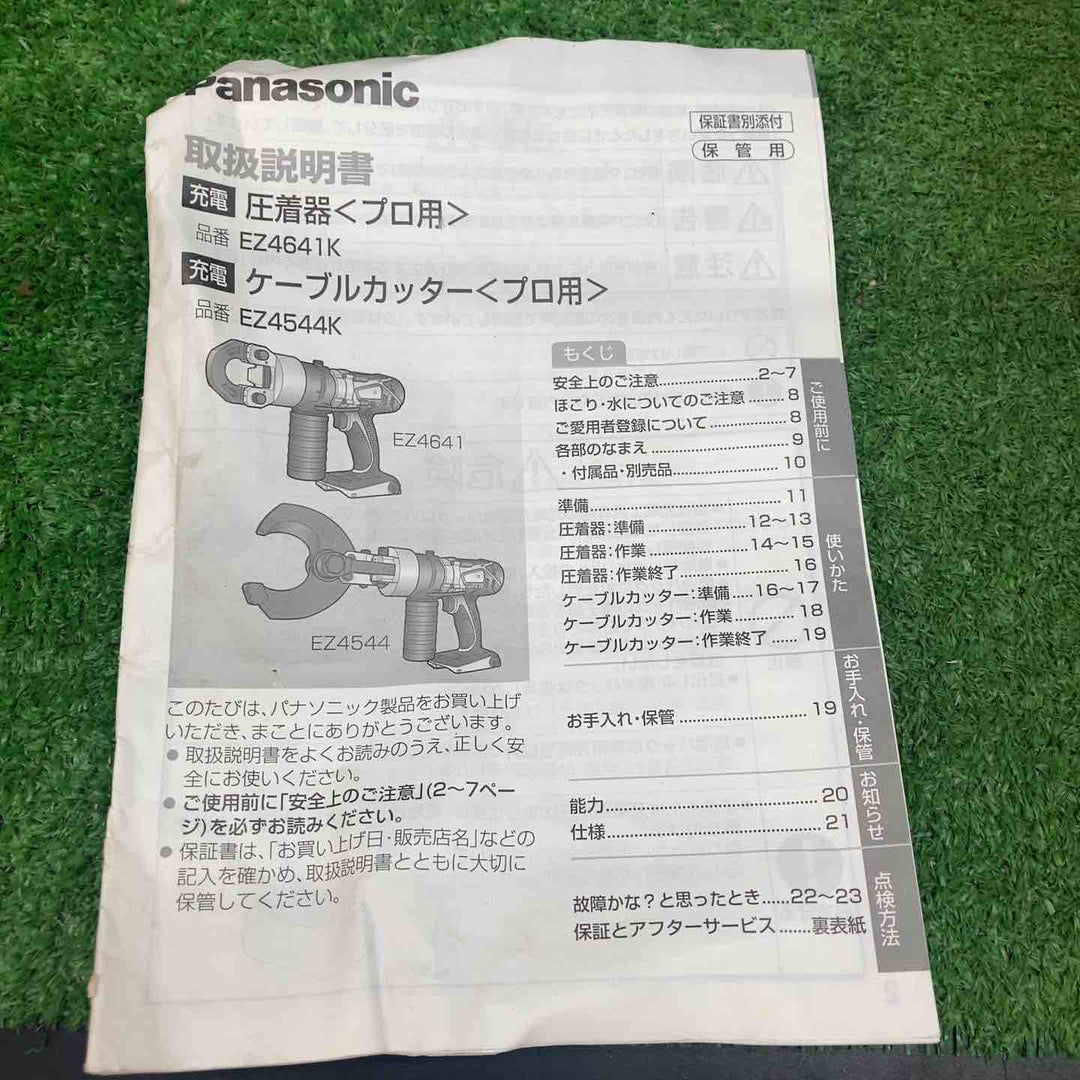 Panasonic
保証書別添付
保管用
取扱説明書
充電 圧着器＜プロ用＞
品番 EZ4641K
充電 ケーブルカッター＜プロ用＞
品番 EZ4544K
EZ4641
EZ4544
このたびは、パナソニック製品をお買い上げ
いただき、まことにありがとうございます。
● 取扱説明書をよくお読みのうえ、正しく安
全にお使いください。
● ご使用前に「安全上のご注意」(2～7ペー
ジ)を必ずお読みください。
● 保証書は、「お買い上げ日・販売店名」などの
記入を確かめ、取扱説明書とともに大切に
保管してください。
もくじ
安全上のご注意.......................2～7
ほこり・水についてのご注意........8
ご愛用者登録について.................8
各部のなまえ................................9
・付属品・別売品.......................10
ご使用前に
準備...........................................11
圧着器：準備.....................12～13
圧着器：作業.....................14～15
圧着器：作業終了........................16
ケーブルカッター：準備.....16～17
ケーブルカッター：作業..............18
ケーブルカッター：作業終了......19
使いかた
お手入れ・保管............................19
お手入れ・保管
能力...........................................20
仕様...........................................21
お知らせ
故障かな？と思ったとき......22～23
保証とアフターサービス.......裏表紙
点検方法